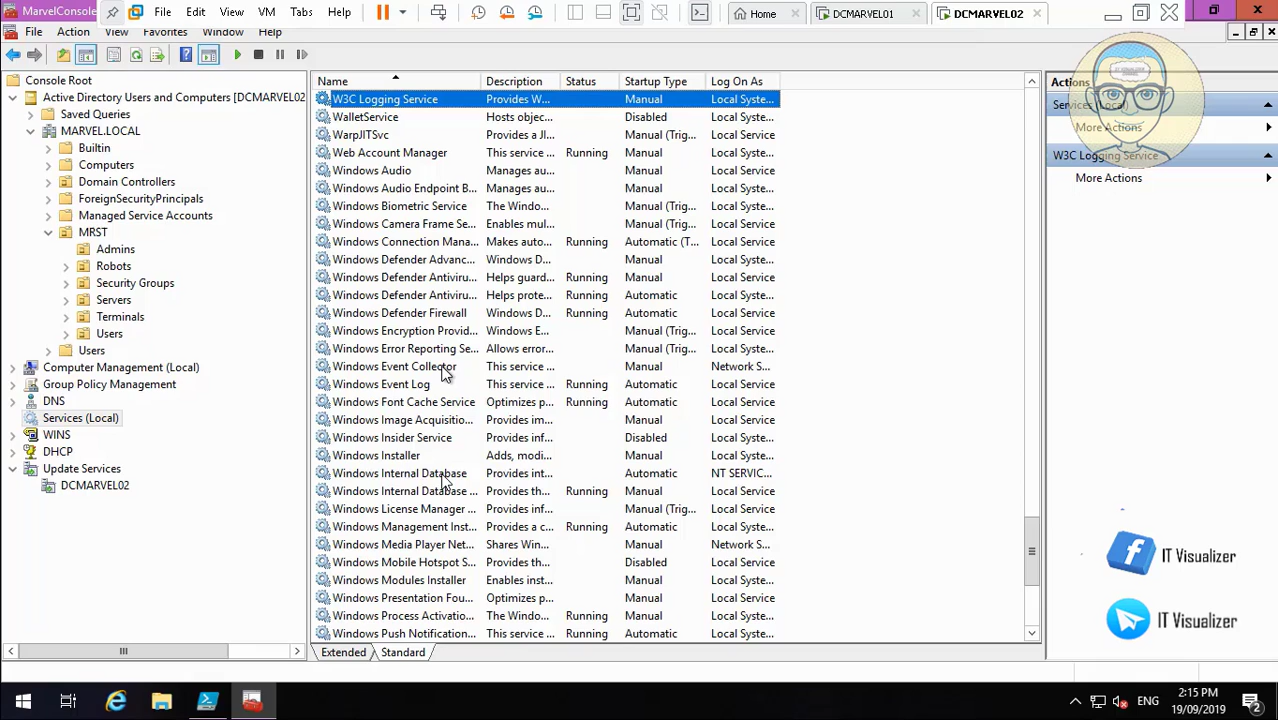 MarvelConsole File Edit View VM Tabs Help Home DCMARVEL01 DCMARVEL02
File Action View Favorites Window Help
Console Root
Active Directory Users and Computers [DCMARVEL02
Saved Queries
MARVEL.LOCAL
Builtin
Computers
Domain Controllers
ForeignSecurityPrincipals
Managed Service Accounts
MRST
Admins
Robots
Security Groups
Servers
Terminals
Users
Users
Computer Management (Local)
Group Policy Management
DNS
Services (Local)
WINS
DHCP
Update Services
DCMARVEL02
Name Description Status Startup Type Log On As
W3C Logging Service Provides W... Manual Local Syste...
WalletService Hosts objec... Disabled Local Syste...
WarpJITSvc Provides a JI... Manual (Trig... Local Service
Web Account Manager This service ... Running Manual Local Syste...
Windows Audio Manages au... Manual Local Service
Windows Audio Endpoint B... Manages au... Manual Local Syste...
Windows Biometric Service The Windo... Manual (Trig... Local Syste...
Windows Camera Frame Se... Enables mul... Manual (Trig... Local Service
Windows Connection Mana... Makes auto... Running Automatic (T... Local Service
Windows Defender Advanc... Windows D... Manual Local Syste...
Windows Defender Antiviru... Helps guard... Running Manual Local Service
Windows Defender Antiviru... Helps prote... Running Automatic Local Syste...
Windows Defender Firewall Windows D... Running Automatic Local Service
Windows Encryption Provid... Windows E... Manual (Trig... Local Service
Windows Error Reporting Se... Allows error... Manual (Trig... Local Syste...
Windows Event Collector This service ... Manual Network S...
Windows Event Log This service ... Running Automatic Local Service
Windows Font Cache Service Optimizes p... Running Automatic Local Service
Windows Image Acquisitio... Provides im... Manual Local Service
Windows Insider Service Provides inf... Disabled Local Syste...
Windows Installer Adds, modi... Manual Local Syste...
Windows Internal Database Provides int... Automatic NT SERVIC...
Windows Internal Database ... Provides th... Running Manual Local Service
Windows License Manager ... Provides inf... Manual (Trig... Local Service
Windows Management Inst... Provides a c... Running Automatic Local Syste...
Windows Media Player Net... Shares Win... Manual Network S...
Windows Mobile Hotspot S... Provides th... Disabled Local Service
Windows Modules Installer Enables inst... Manual Local Syste...
Windows Presentation Fou... Optimizes p... Manual Local Service
Windows Process Activatio... The Windo... Running Manual Local Syste...
Windows Push Notification... This service ... Running Automatic Local Syste...
Extended Standard
Actions
Services (Local)
More Actions
W3C Logging Service
More Actions
IT VISUALIZER
IT Visualizer
IT Visualizer
ENG 2:15 PM
19/09/2019 2